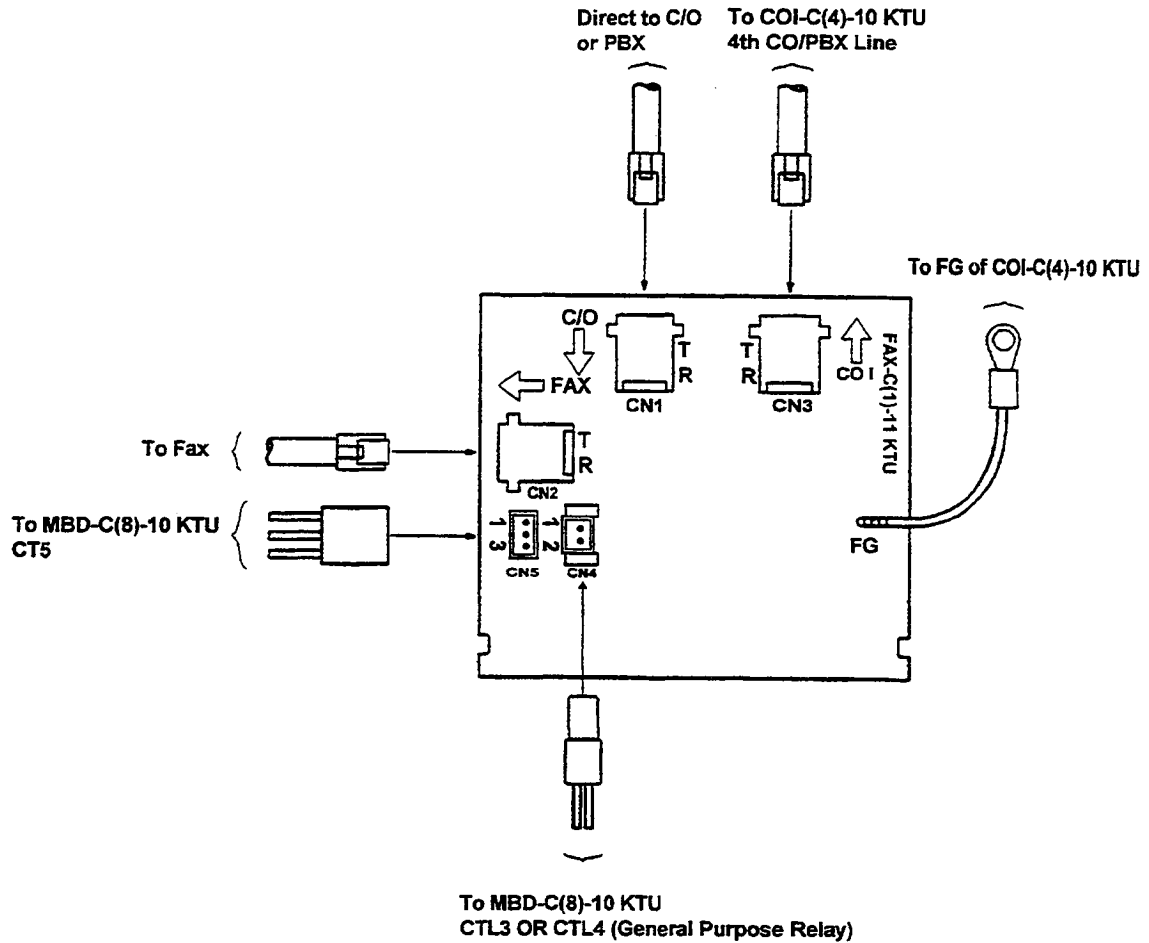 Direct to C/O
or PBX
To COI-C(4)-10 KTU
4th CO/PBX Line
To FG of COI-C(4)-10 KTU
C/O
T
R
CN1
T
R
CN3
COI
FAX-C(1)-11 KTU
FAX
To Fax
T
R
CN2
To MBD-C(8)-10 KTU
CT5
1
3
CN5
1
2
CN4
FG
To MBD-C(8)-10 KTU
CTL3 OR CTL4 (General Purpose Relay)